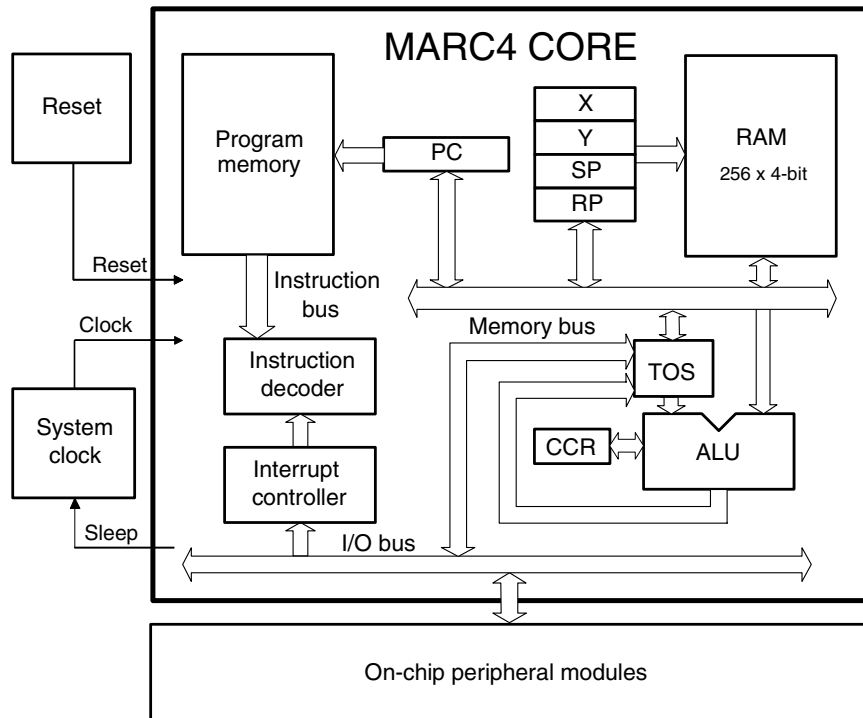 MARC4 CORE
Reset
Program
memory
PC
X
Y
SP
RP
RAM
256 x 4-bit
Reset
Instruction
bus
Clock
Memory bus
Instruction
decoder
TOS
System
clock
CCR
ALU
Interrupt
controller
Sleep
I/O bus
On-chip peripheral modules